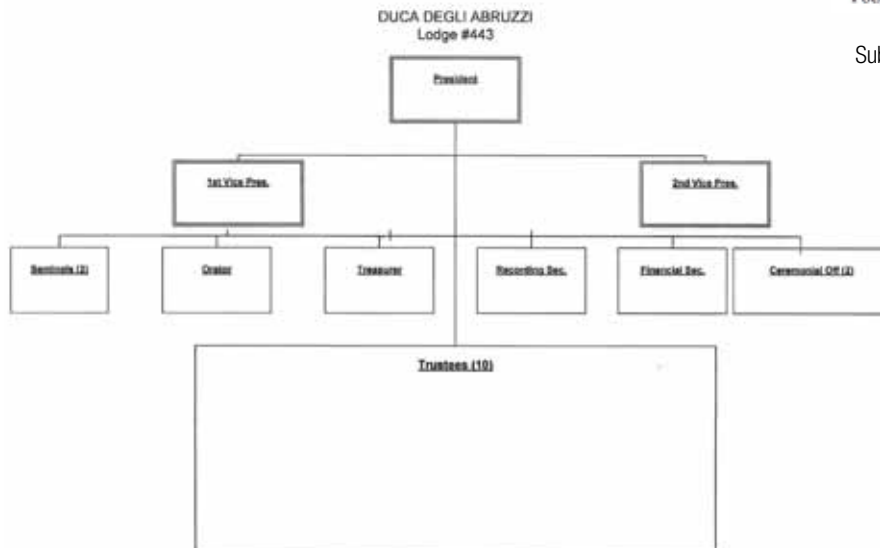 DUCA DEGLI ABRUZZI
Lodge #443
Sub
President
1st Vice Pres.
2nd Vice Pres.
Sentinels (2)
Orator
Treasurer
Recording Sec.
Financial Sec.
Ceremonial Off (2)
Trustees (10)